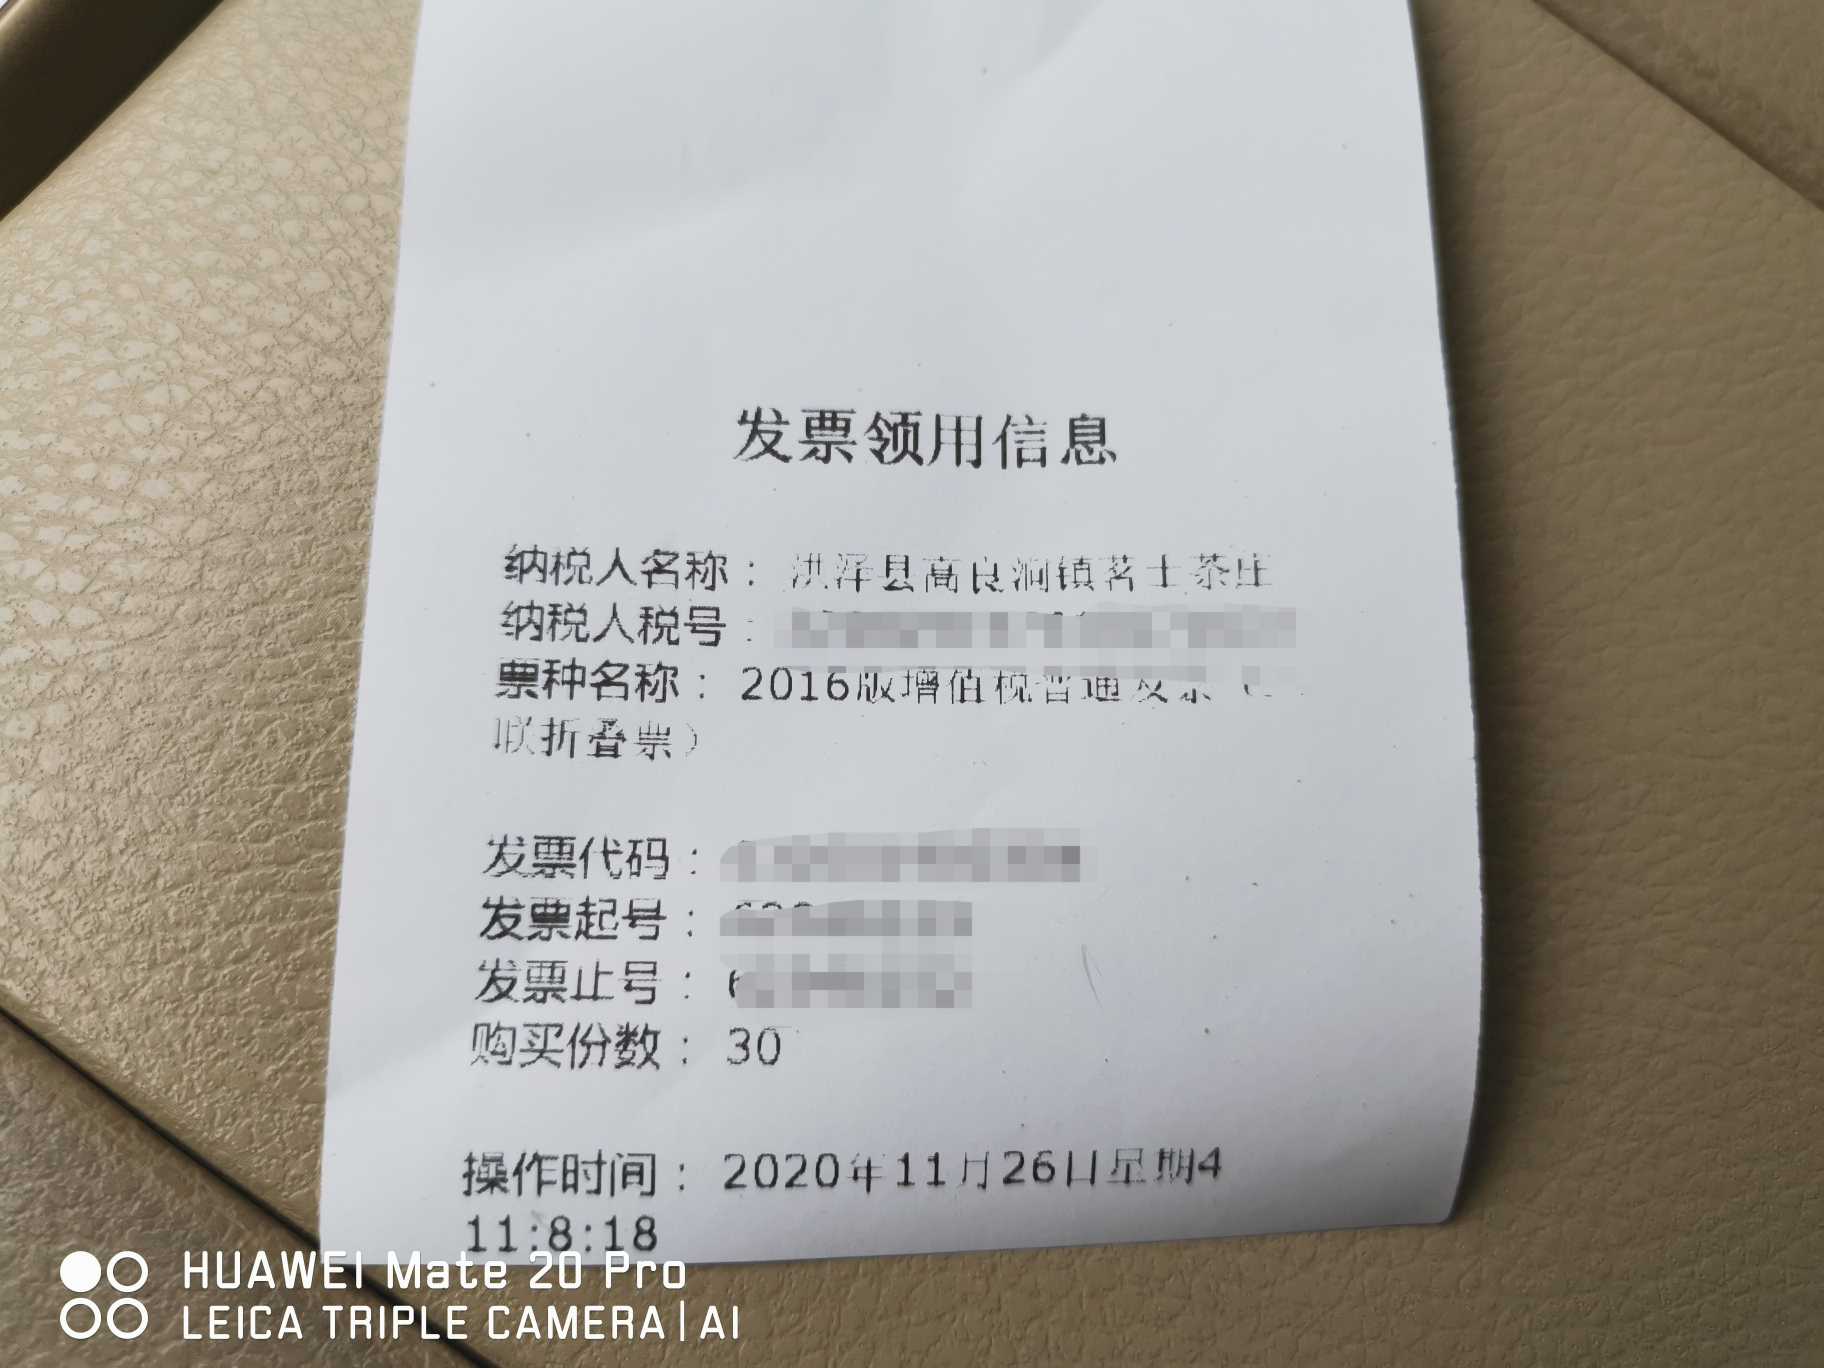 发票领用信息
纳税人名称：洪泽县高良涧镇茗士茶庄
纳税人税号：
票种名称：2016版增值税普通发票（
联折叠票）
发票代码：
发票起号：
发票止号：
购买份数：30
操作时间：2020年11月26日星期4
11:8:18
HUAWEI Mate 20 Pro
LEICA TRIPLE CAMERA|AI